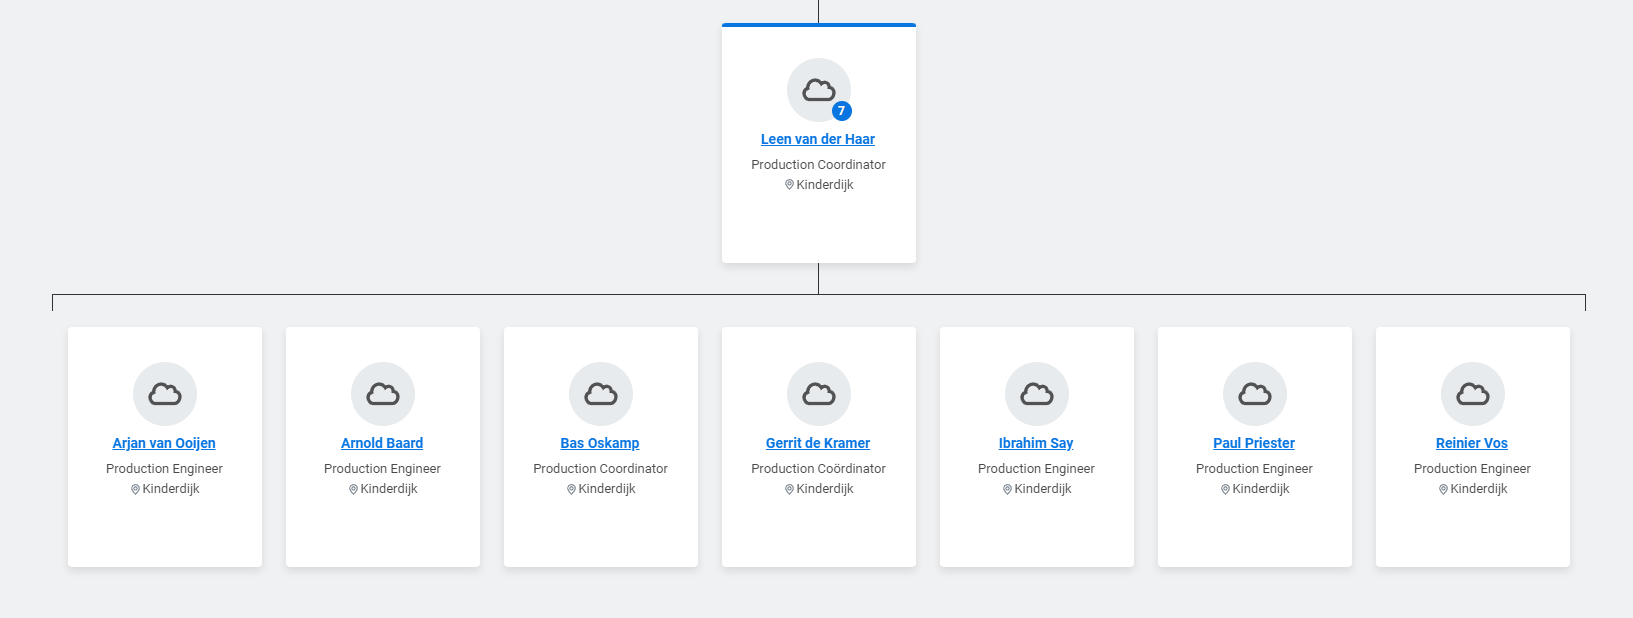 7
Leen van der Haar
Production Coordinator
Kinderdijk
Arjan van Ooijen
Production Engineer
Kinderdijk
Arnold Baard
Production Engineer
Kinderdijk
Bas Oskamp
Production Coordinator
Kinderdijk
Gerrit de Kramer
Production Coördinator
Kinderdijk
Ibrahim Say
Production Engineer
Kinderdijk
Paul Priester
Production Engineer
Kinderdijk
Reinier Vos
Production Engineer
Kinderdijk